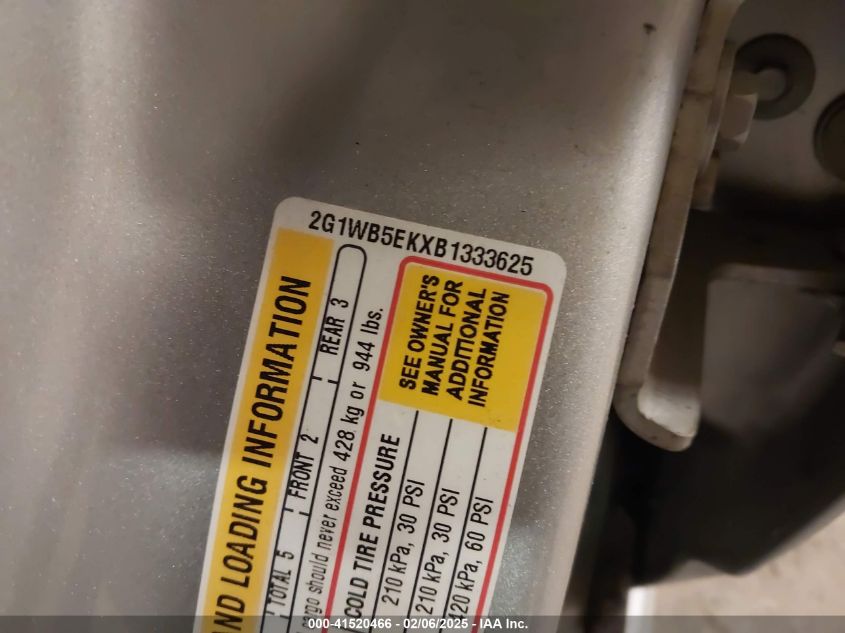 2G1WB5EKXB1333625
AND LOADING INFORMATION
TOTAL 5 FRONT 2 REAR 3
cargo should never exceed 428 kg or 944 lbs.
COLD TIRE PRESSURE
210 kPa, 30 PSI
210 kPa, 30 PSI
420 kPa, 60 PSI
SEE OWNER'S
MANUAL FOR
ADDITIONAL
INFORMATION
000-41520466 - 02/06/2025 - IAA Inc.